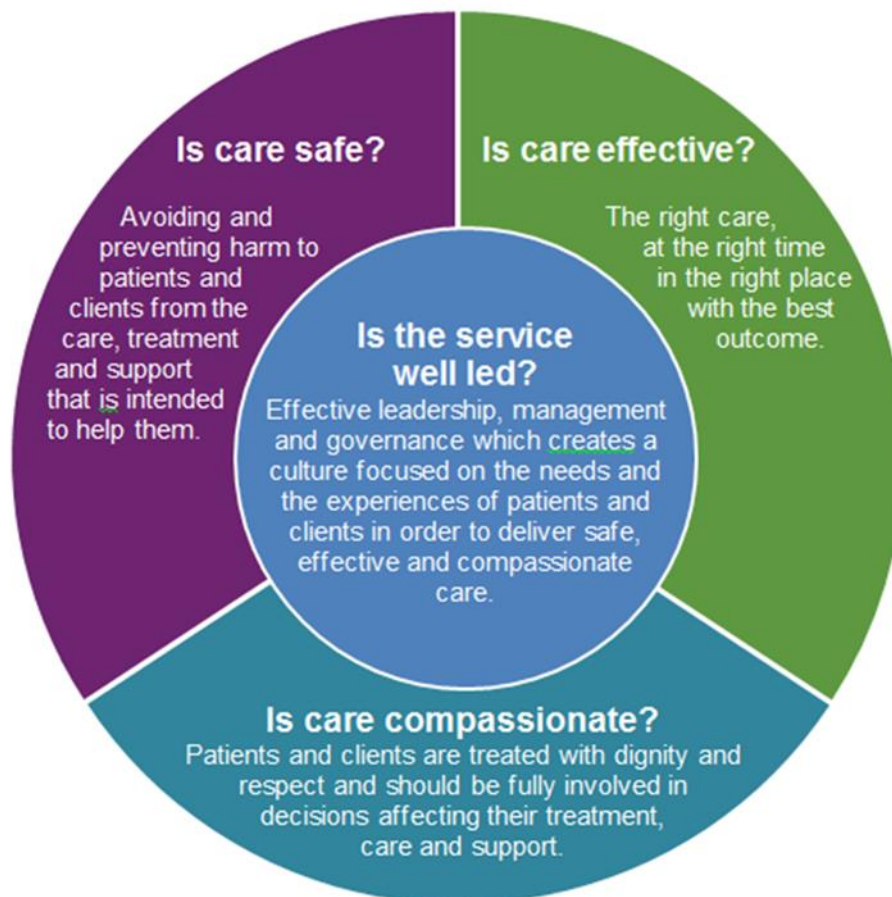 Is care safe?
Avoiding and
preventing harm to
patients and
clients from the
care, treatment
and support
that is intended
to help them.
Is care effective?
The right care,
at the right time
in the right place
with the best
outcome.
Is the service
well led?
Effective leadership, management
and governance which creates a
culture focused on the needs and
the experiences of patients and
clients in order to deliver safe,
effective and compassionate
care.
Is care compassionate?
Patients and clients are treated with dignity and
respect and should be fully involved in
decisions affecting their treatment,
care and support.